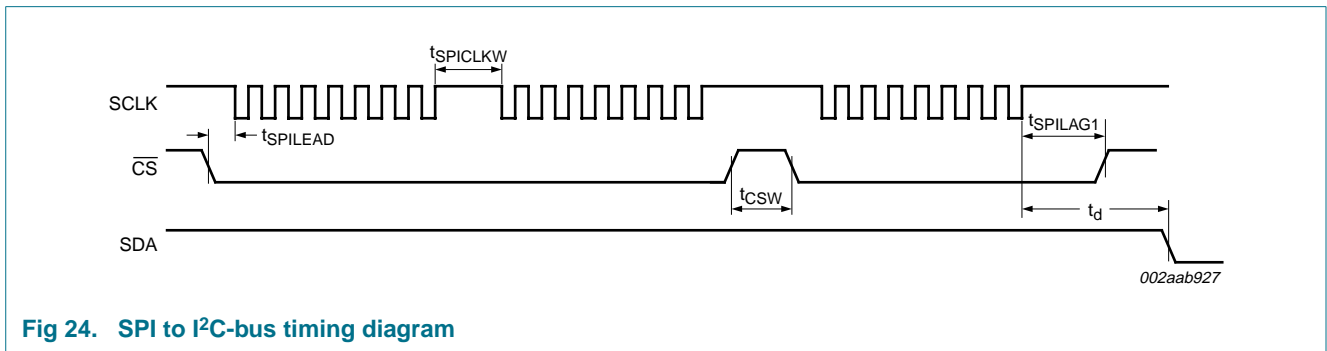 tSPICLKW
SCLK
tSPILEAD
tSPILAG1
CS
tCSW
td
SDA
002aab927
Fig 24. SPI to I2C-bus timing diagram